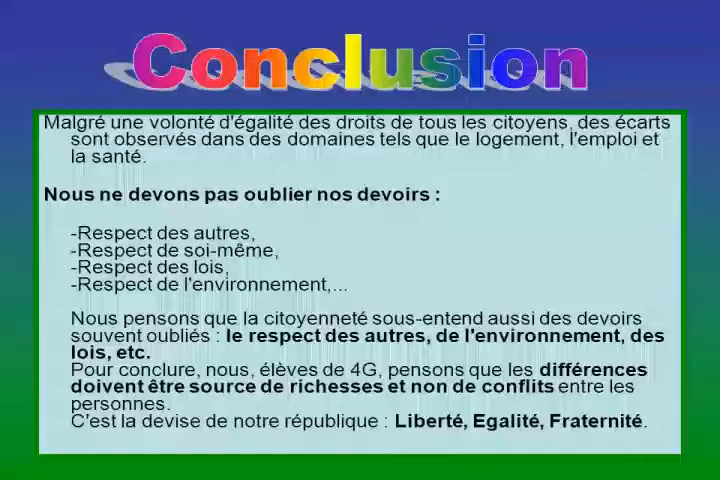 Conclusion
Malgré une volonté d'égalité des droits de tous les citoyens, des écarts
sont observés dans des domaines tels que le logement, l'emploi et
la santé.
Nous ne devons pas oublier nos devoirs :
-Respect des autres,
-Respect de soi-même,
-Respect des lois,
-Respect de l'environnement,...
Nous pensons que la citoyenneté sous-entend aussi des devoirs
souvent oubliés : le respect des autres, de l'environnement, des
lois, etc.
Pour conclure, nous, élèves de 4G, pensons que les différences
doivent être source de richesses et non de conflits entre les
personnes.
C'est la devise de notre république : Liberté, Egalité, Fraternité.